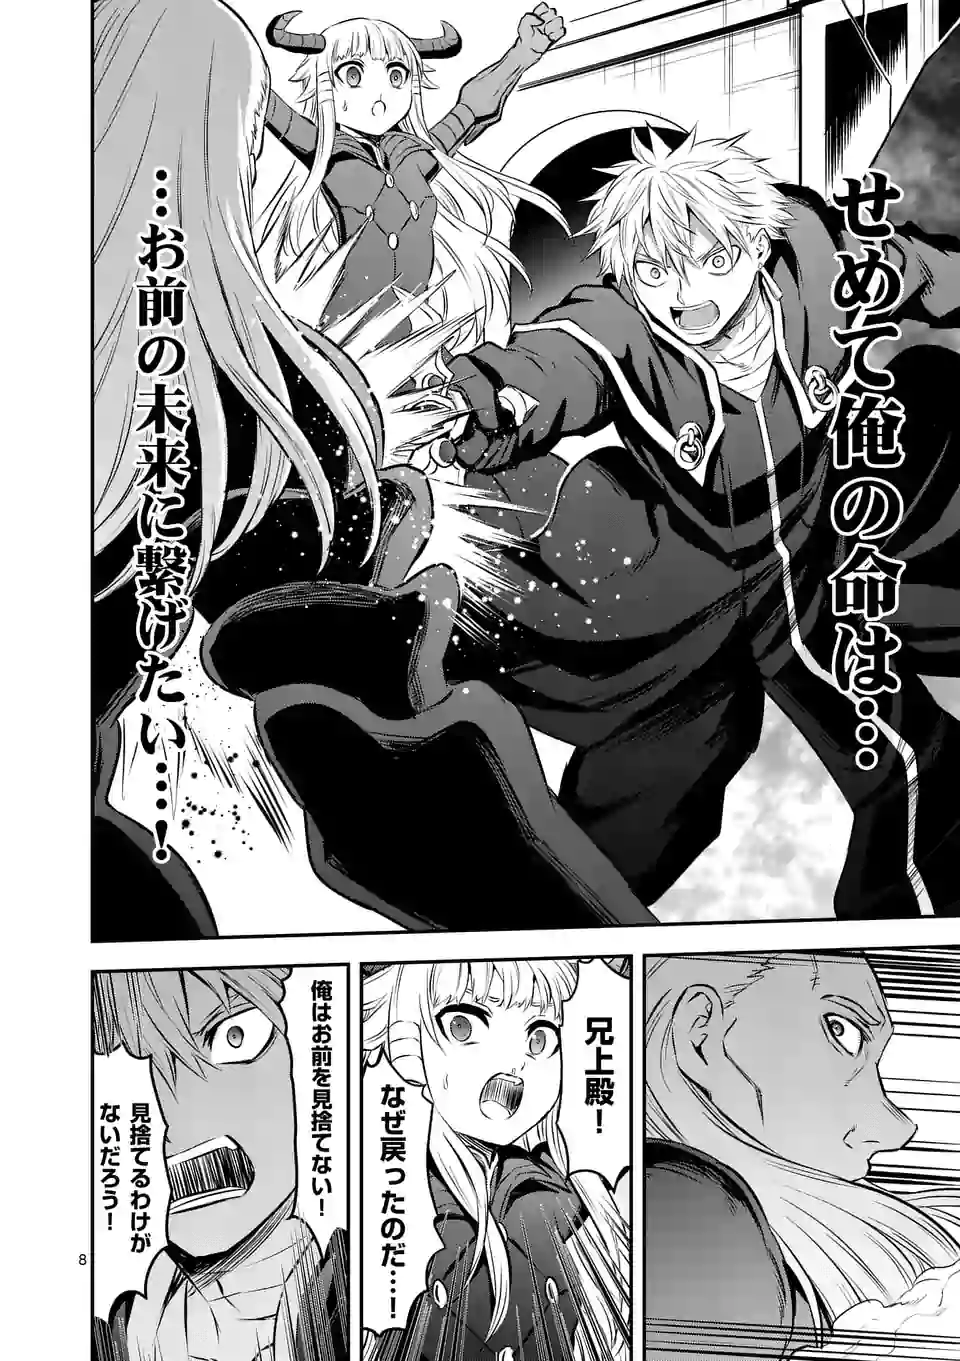 せめて俺の命は…
…お前の未来に繋げたい…！
兄上殿！
なぜ戻ったのだ…！
俺はお前を見捨てない！
見捨てるわけが
ないだろう！
8